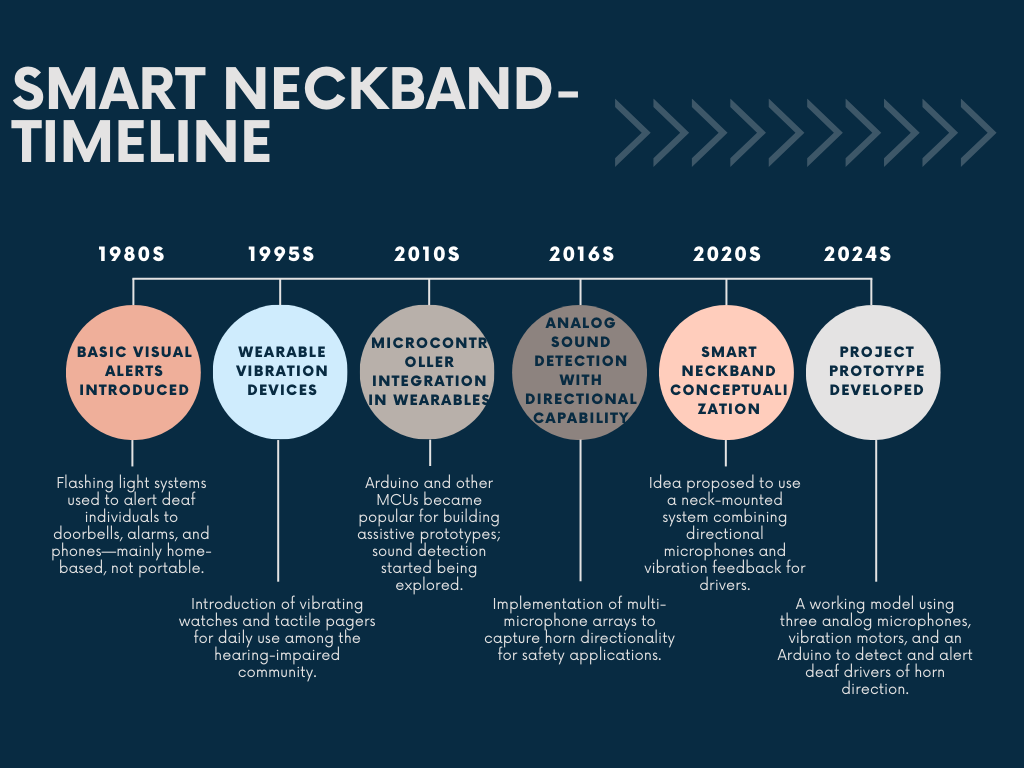 SMART NECKBAND-
TIMELINE
1980S
1995S
2010S
2016S
2020S
2024S
BASIC VISUAL
ALERTS
INTRODUCED
WEARABLE
VIBRATION
DEVICES
MICROCONTR
OLLER
INTEGRATION
IN WEARABLES
ANALOG
SOUND
DETECTION
WITH
DIRECTIONAL
CAPABILITY
SMART
NECKBAND
CONCEPTUALI
ZATION
PROJECT
PROTOTYPE
DEVELOPED
Flashing light systems
used to alert deaf
individuals to
doorbells, alarms, and
phones—mainly home-
based, not portable.
Introduction of vibrating
watches and tactile pagers
for daily use among the
hearing-impaired
community.
Arduino and other
MCUs became
popular for building
assistive prototypes;
sound detection
started being
explored.
Implementation of multi-
microphone arrays to
capture horn directionality
for safety applications.
Idea proposed to use
a neck-mounted
system combining
directional
microphones and
vibration feedback for
drivers.
A working model using
three analog microphones,
vibration motors, and an
Arduino to detect and alert
deaf drivers of horn
direction.